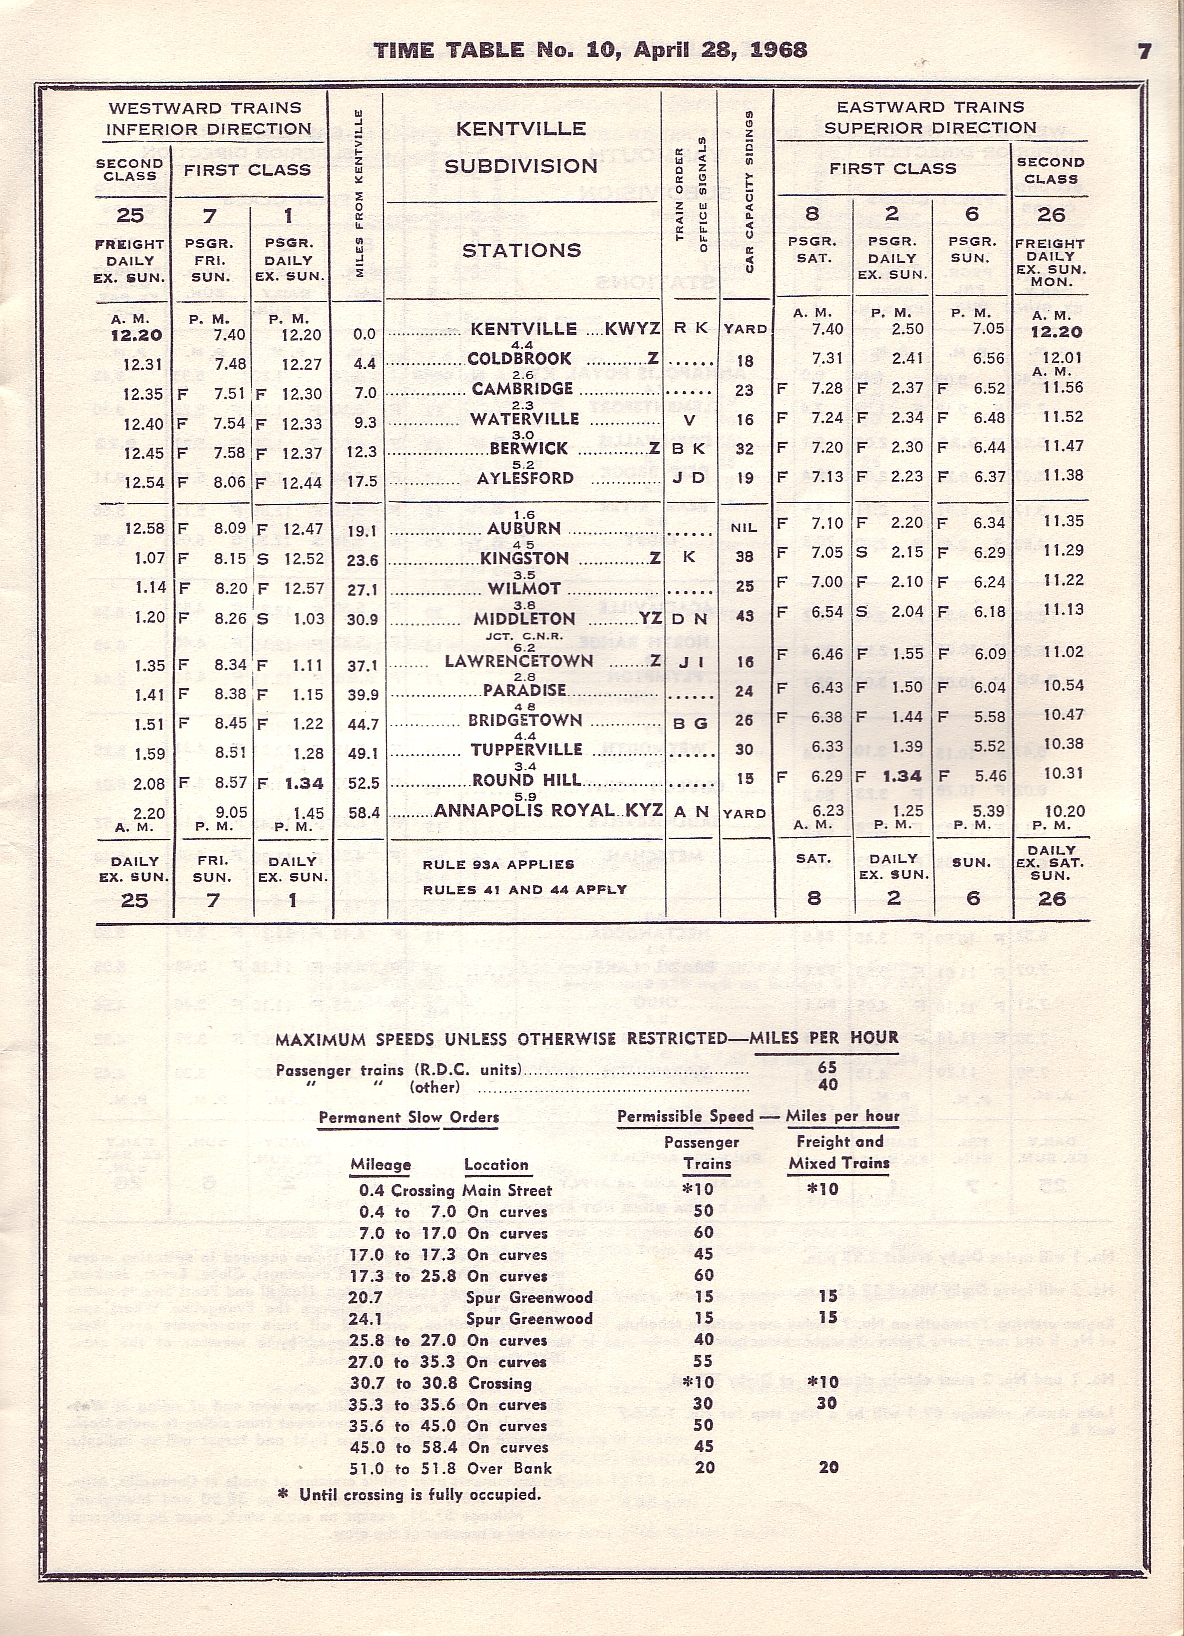 TIME TABLE No. 10, April 28, 1968 7
WESTWARD TRAINS INFERIOR DIRECTION
MILES FROM KENTVILLE
KENTVILLE SUBDIVISION
TRAIN ORDER OFFICE SIGNALS
CAR CAPACITY SIDINGS
EASTWARD TRAINS SUPERIOR DIRECTION
SECOND CLASS FIRST CLASS FIRST CLASS SECOND CLASS
25 7 1 STATIONS 8 2 6 26
FREIGHT DAILY EX. SUN. PSGR. FRI. SUN. PSGR. DAILY EX. SUN. PSGR. SAT. PSGR. DAILY EX. SUN. PSGR. SUN. FREIGHT DAILY EX. SUN. MON.
A. M. P. M. P. M. A. M. P. M. P. M. A. M.
12.20 7.40 12.20 0.0 ............. KENTVILLE ...KWYZ R K YARD 7.40 2.50 7.05 12.20
4.4
12.31 7.48 12.27 4.4 ............. COLDBROOK ...........Z ...... 18 7.31 2.41 6.56 12.01
A. M.
2.6
12.35 F 7.51 F 12.30 7.0 ............. CAMBRIDGE ............. ...... 23 F 7.28 F 2.37 F 6.52 11.56
2.3
12.40 F 7.54 F 12.33 9.3 ............. WATERVILLE ............. V 16 F 7.24 F 2.34 F 6.48 11.52
3.0
12.45 F 7.58 F 12.37 12.3 ............. BERWICK ............Z B K 32 F 7.20 F 2.30 F 6.44 11.47
5.2
12.54 F 8.06 F 12.44 17.5 ............. AYLESFORD ............. J D 19 F 7.13 F 2.23 F 6.37 11.38
1.6
12.58 F 8.09 F 12.47 19.1 ............. AUBURN ............. ...... NIL F 7.10 F 2.20 F 6.34 11.35
4 5
1.07 F 8.15 S 12.52 23.6 ............. KINGSTON ............Z K 38 F 7.05 S 2.15 F 6.29 11.29
3.5
1.14 F 8.20 F 12.57 27.1 ............. WILMOT ............. ...... 25 F 7.00 F 2.10 F 6.24 11.22
3.8
1.20 F 8.26 S 1.03 30.9 ............. MIDDLETON ........YZ D N 43 F 6.54 S 2.04 F 6.18 11.13
JCT. C.N.R.
6.2
1.35 F 8.34 F 1.11 37.1 ........ LAWRENCETOWN .......Z J I 16 F 6.46 F 1.55 F 6.09 11.02
2.8
1.41 F 8.38 F 1.15 39.9 ............. PARADISE............. ...... 24 F 6.43 F 1.50 F 6.04 10.54
4 8
1.51 F 8.45 F 1.22 44.7 ............. BRIDGETOWN ............. B G 26 F 6.38 F 1.44 F 5.58 10.47
4.4
1.59 8.51 1.28 49.1 ............. TUPPERVILLE ............. ...... 30 6.33 1.39 5.52 10.38
3.4
2.08 F 8.57 F 1.34 52.5 ............. ROUND HILL............. ...... 15 F 6.29 F 1.34 F 5.46 10.31
5.9
2.20 9.05 1.45 58.4 .........ANNAPOLIS ROYAL KYZ A N YARD 6.23 1.25 5.39 10.20
A. M. P. M. P. M. A. M. P. M. P. M. P. M.
DAILY EX. SUN. FRI. SUN. DAILY EX. SUN. RULE 93A APPLIES SAT. DAILY EX. SUN. SUN. DAILY EX. SAT. SUN.
RULES 41 AND 44 APPLY
25 7 1 8 2 6 26
MAXIMUM SPEEDS UNLESS OTHERWISE RESTRICTED—MILES PER HOUR
Passenger trains (R.D.C. units)............................................. 65
" " (other) ....................................................... 40
Permanent Slow Orders Permissible Speed — Miles per hour
Passenger Freight and
Mileage Location Trains Mixed Trains
0.4 Crossing Main Street *10 *10
0.4 to 7.0 On curves 50
7.0 to 17.0 On curves 60
17.0 to 17.3 On curves 45
17.3 to 25.8 On curves 60
20.7 Spur Greenwood 15 15
24.1 Spur Greenwood 15 15
25.8 to 27.0 On curves 40
27.0 to 35.3 On curves 55
30.7 to 30.8 Crossing *10 *10
35.3 to 35.6 On curves 30 30
35.6 to 45.0 On curves 50
45.0 to 58.4 On curves 45
51.0 to 51.8 Over Bank 20 20
* Until crossing is fully occupied.